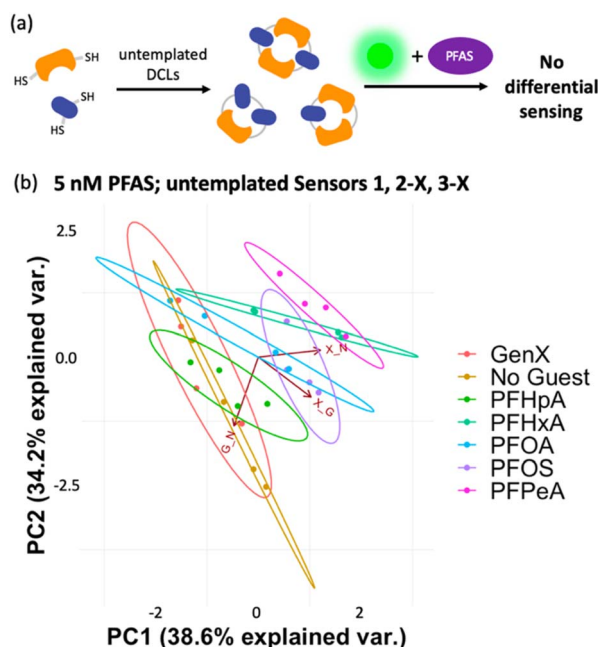 (a)
SH
HS
SH
HS
untemplated
DCLs
+
PFAS
No
differential
sensing
(b) 5 nM PFAS; untemplated Sensors 1, 2-X, 3-X
2.5
0.0
-2.5
PC2 (34.2% explained var.)
X_N
X_G
G_N
-2 0 2
PC1 (38.6% explained var.)
GenX
No Guest
PFHpA
PFHxA
PFOA
PFOS
PFPeA